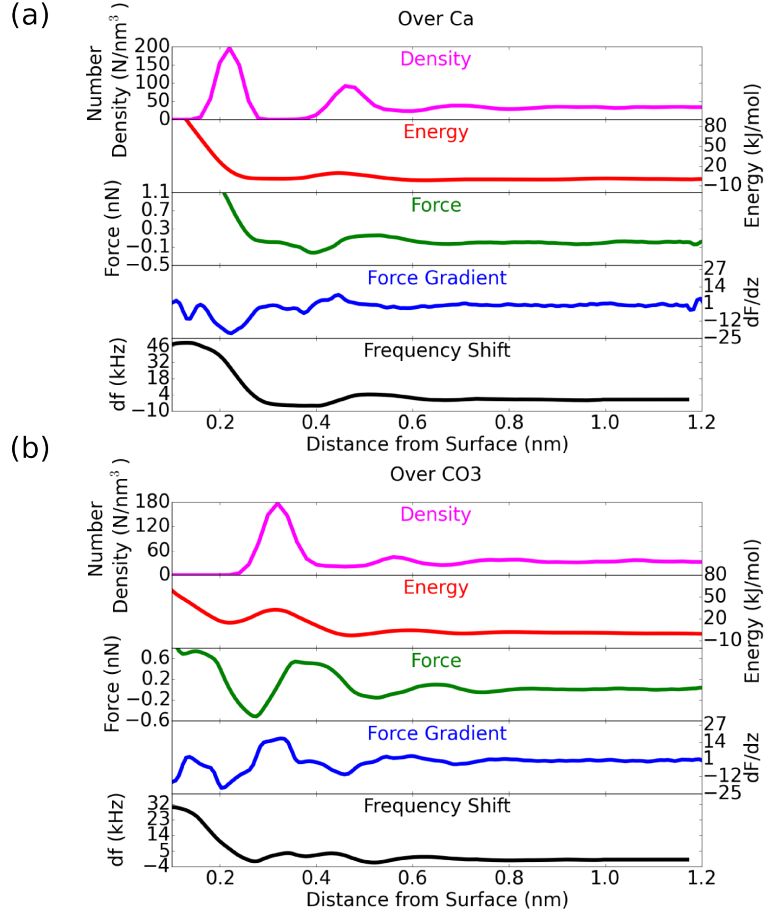 (a)
Over Ca
Number
Density (N/nm³ )
200
150
100
50
0
Density
Energy (kJ/mol)
80
50
20
−10
Energy
Force (nN)
1.1
0.7
0.3
−0.1
−0.5
Force
Force Gradient
27
14
1
−12
−25
dF/dz
df (kHz)
46
32
18
4
−10
Frequency Shift
0.2 0.4 0.6 0.8 1.0 1.2
Distance from Surface (nm)
(b)
Over CO3
Number
Density (N/nm³ )
180
120
60
0
Density
Energy (kJ/mol)
80
50
20
−10
Energy
Force (nN)
0.6
0.2
−0.2
−0.6
Force
Force Gradient
27
14
1
−12
−25
dF/dz
df (kHz)
32
23
14
5
−4
Frequency Shift
0.2 0.4 0.6 0.8 1.0 1.2
Distance from Surface (nm)